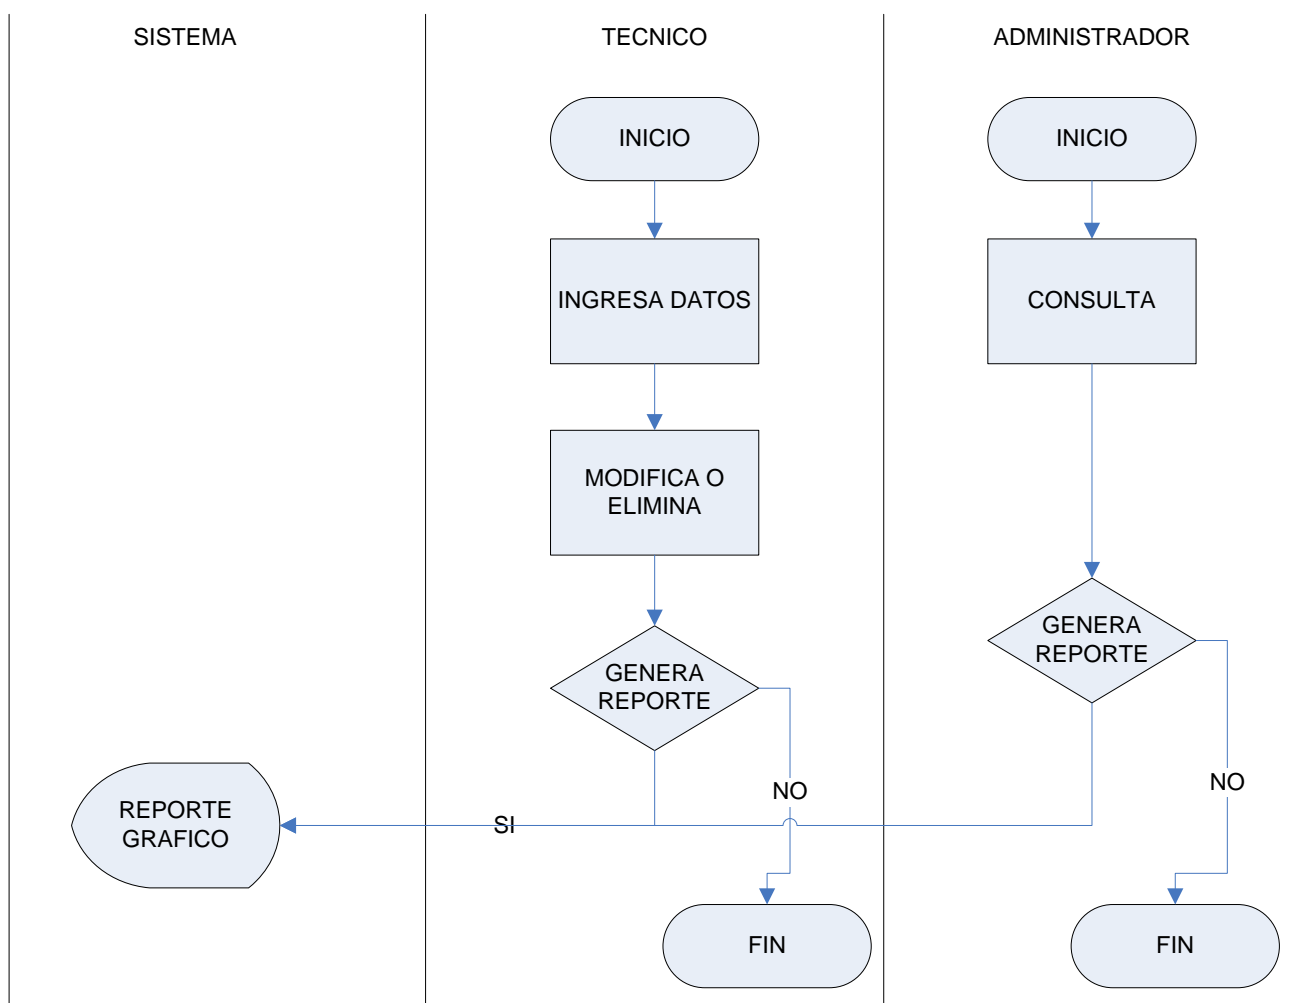 SISTEMA
TECNICO
ADMINISTRADOR
INICIO
INICIO
INGRESA DATOS
CONSULTA
MODIFICA O
ELIMINA
GENERA
REPORTE
GENERA
REPORTE
NO
NO
REPORTE
GRAFICO
SI
FIN
FIN